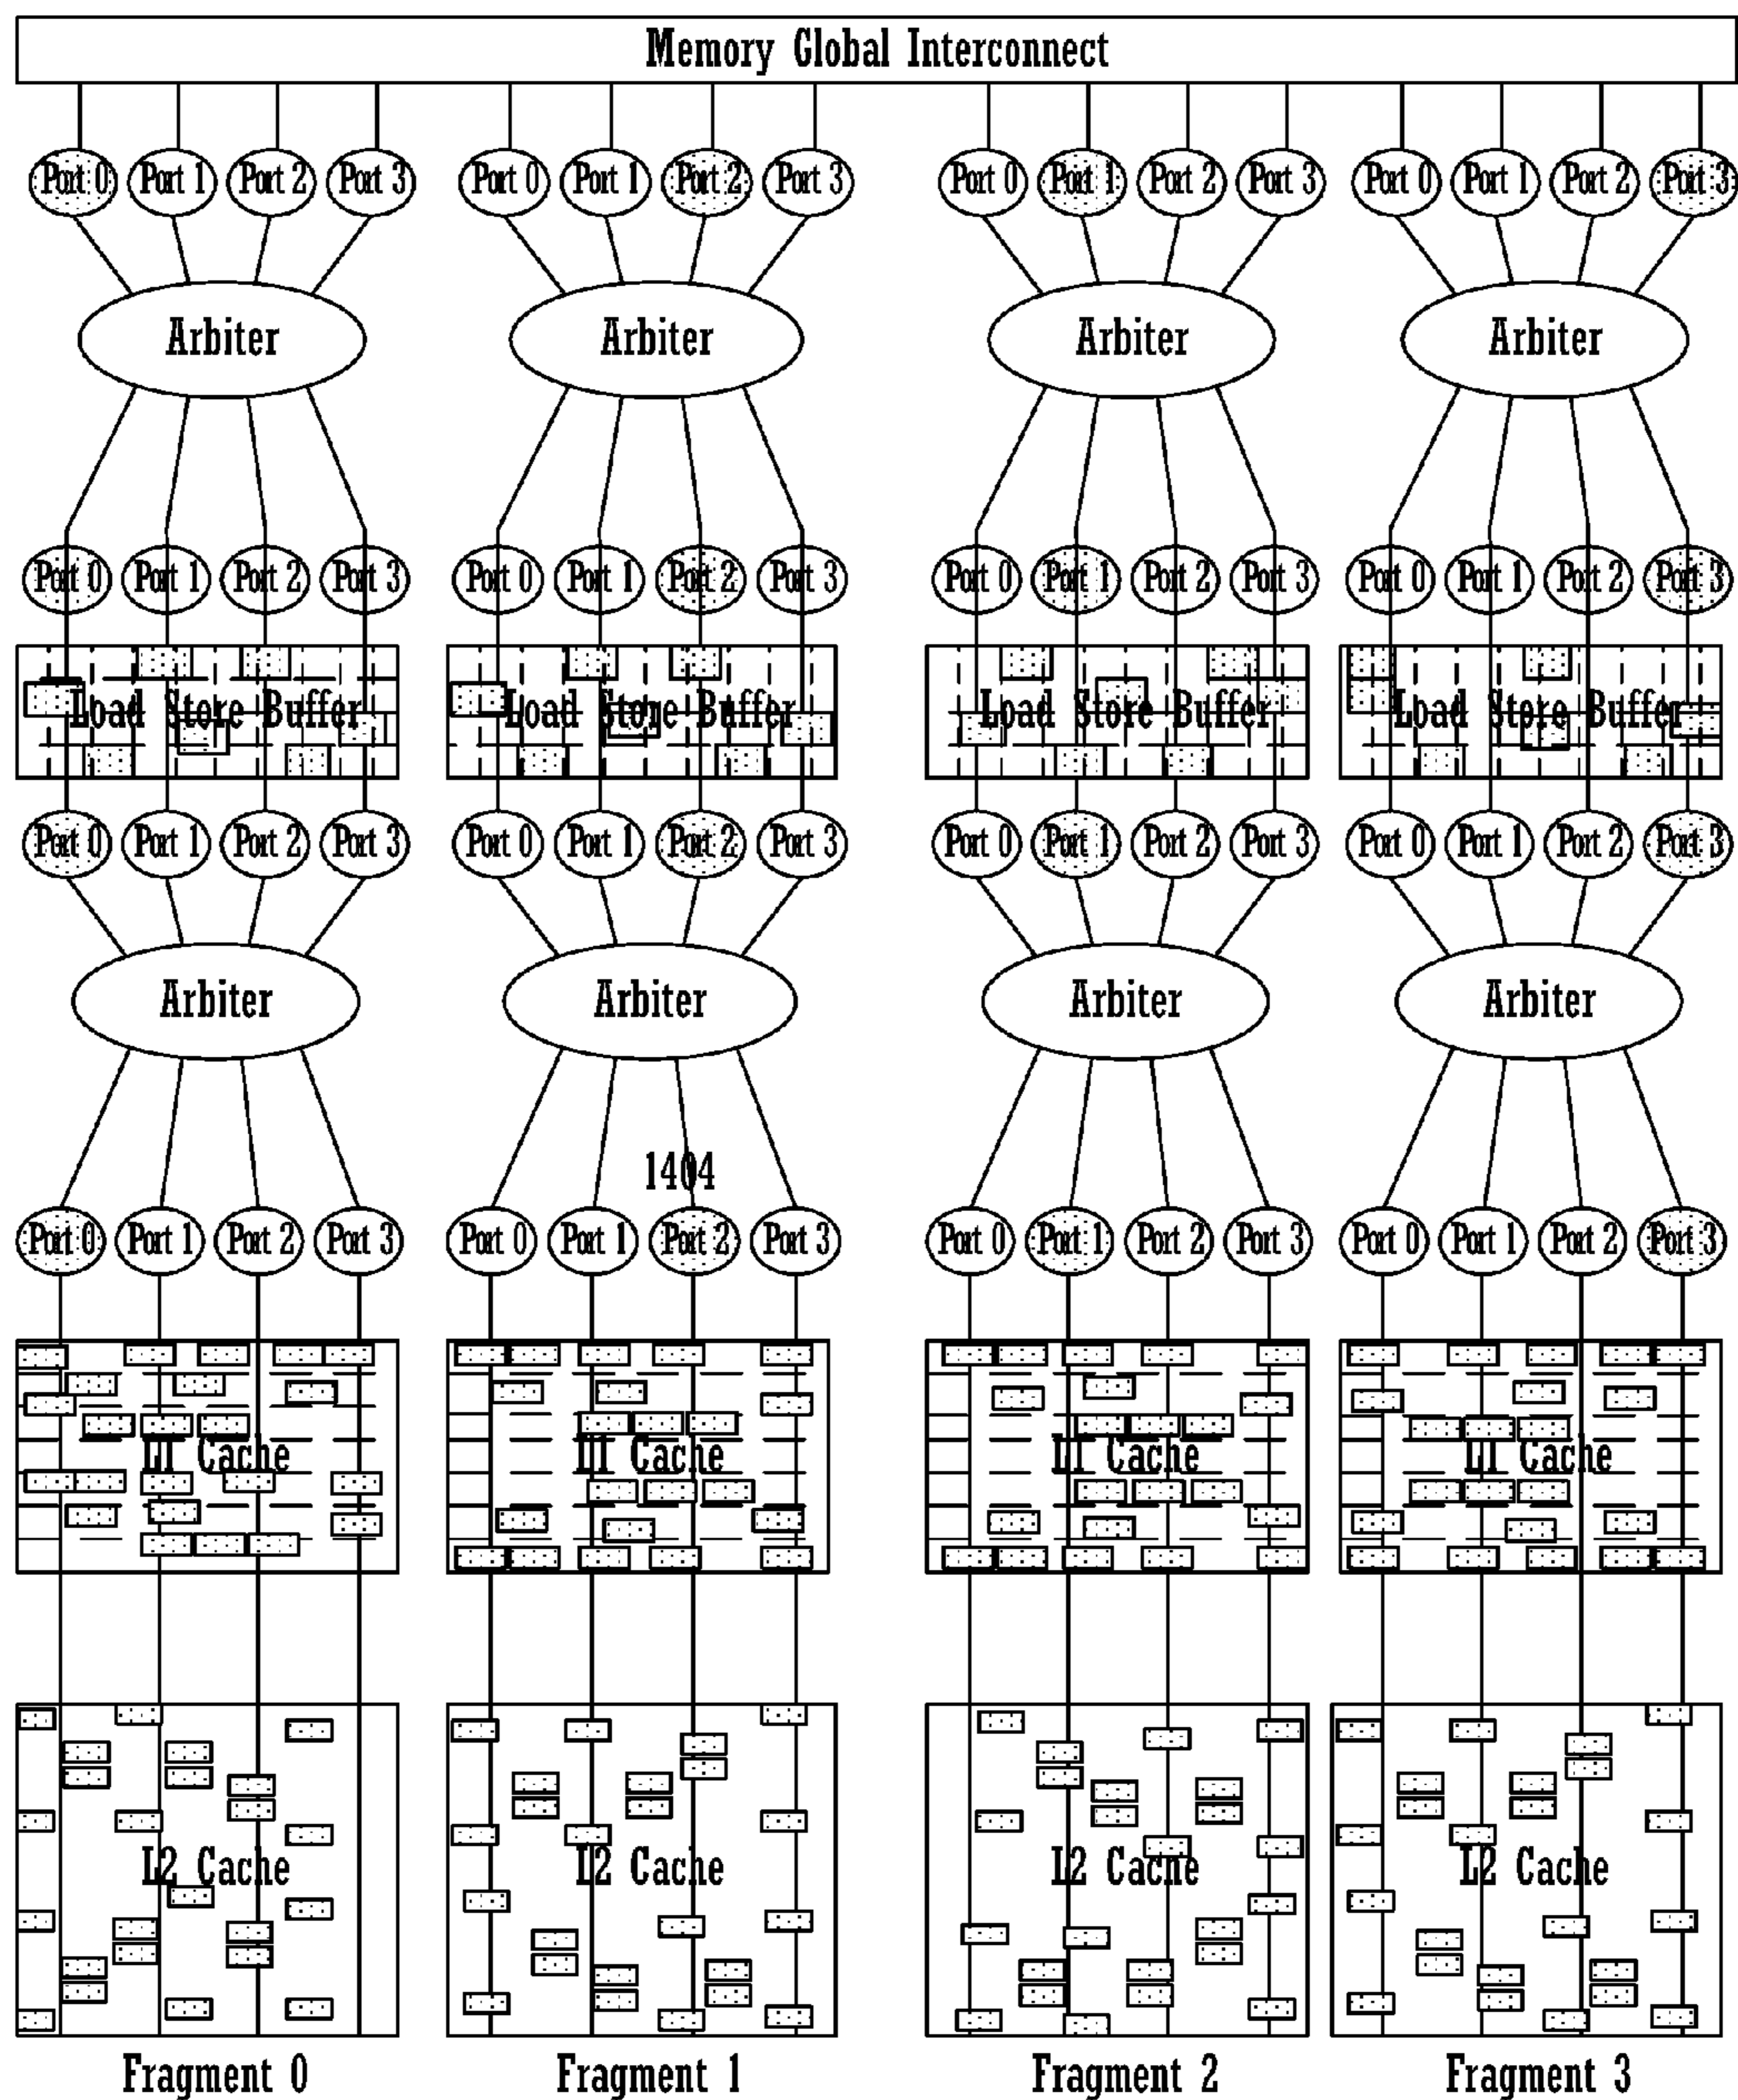 Memory Global Interconnect
Port 0 Port 1 Port 2 Port 3 Port 0 Port 1 Port 2 Port 3 Port 0 Port 1 Port 2 Port 3 Port 0 Port 1 Port 2 Port 3
Arbiter Arbiter Arbiter Arbiter
Port 0 Port 1 Port 2 Port 3 Port 0 Port 1 Port 2 Port 3 Port 0 Port 1 Port 2 Port 3 Port 0 Port 1 Port 2 Port 3
Load Store Buffer Load Store Buffer Load Store Buffer Load Store Buffer
Port 0 Port 1 Port 2 Port 3 Port 0 Port 1 Port 2 Port 3 Port 0 Port 1 Port 2 Port 3 Port 0 Port 1 Port 2 Port 3
Arbiter Arbiter Arbiter Arbiter
1404
Port 0 Port 1 Port 2 Port 3 Port 0 Port 1 Port 2 Port 3 Port 0 Port 1 Port 2 Port 3 Port 0 Port 1 Port 2 Port 3
L1 Cache L1 Cache L1 Cache L1 Cache
L2 Cache L2 Cache L2 Cache L2 Cache
Fragment 0 Fragment 1 Fragment 2 Fragment 3